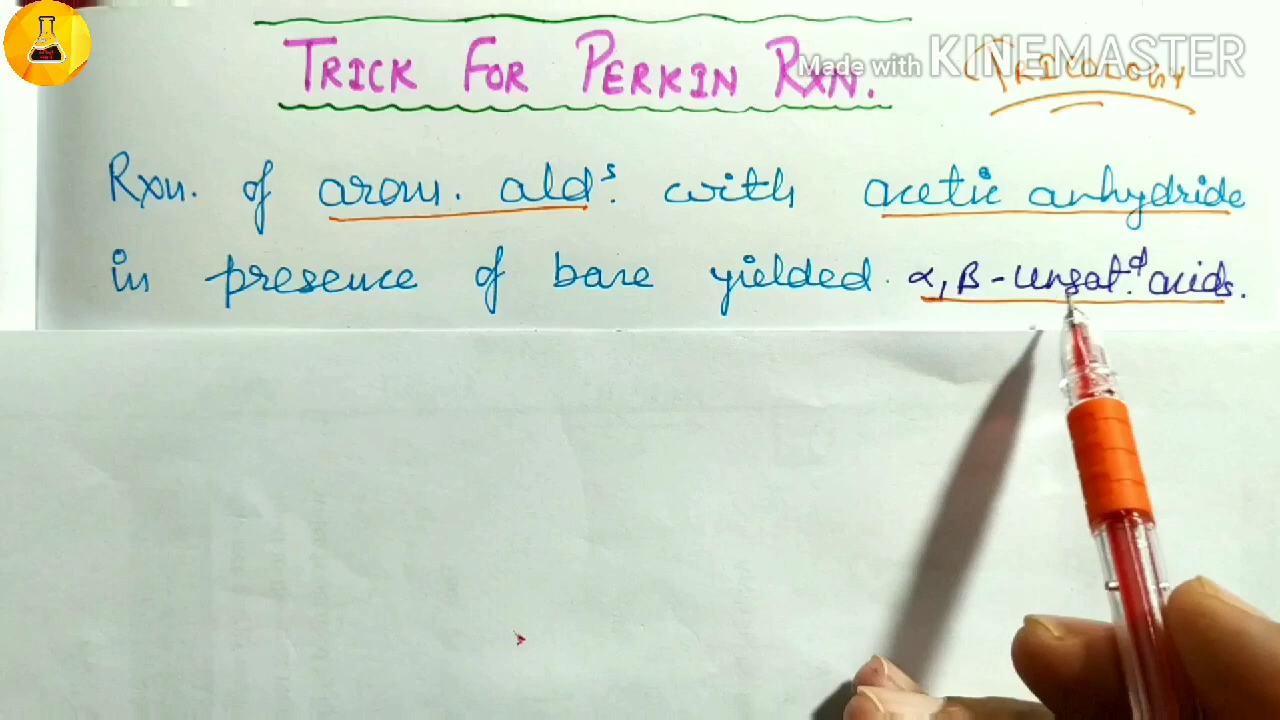 TRICK FOR PERKIN RXN.
Made with KINEMASTER
TRICOLOGY
Rxn. of arom. ald^s. with acetic anhydride
in presence of base yielded. α, β - Unsat^d. acids.